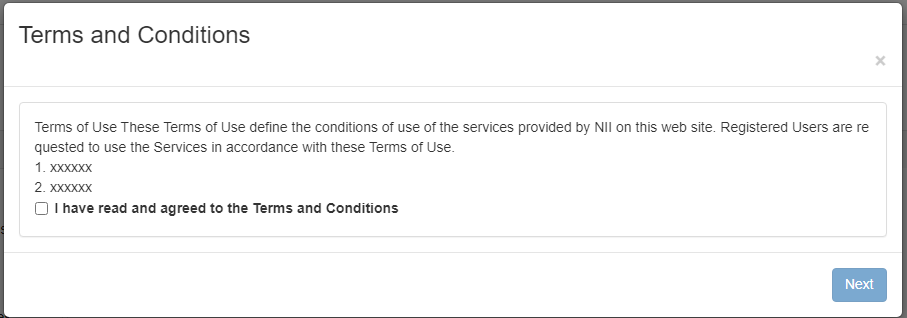 Terms and Conditions
×
Terms of Use These Terms of Use define the conditions of use of the services provided by NII on this web site. Registered Users are re
quested to use the Services in accordance with these Terms of Use.
1. xxxxxx
2. xxxxxx
I have read and agreed to the Terms and Conditions
Next